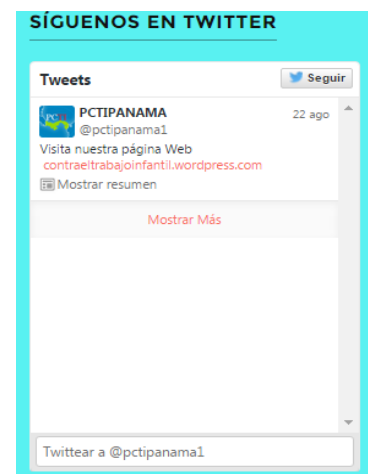 SÍGUENOS EN TWITTER
Tweets
Seguir
PCTIPANAMA
22 ago
@pctipanama1
Visita nuestra página Web
contraeltrabajoinfantil.wordpress.com
Mostrar resumen
Mostrar Más
Twittear a @pctipanama1